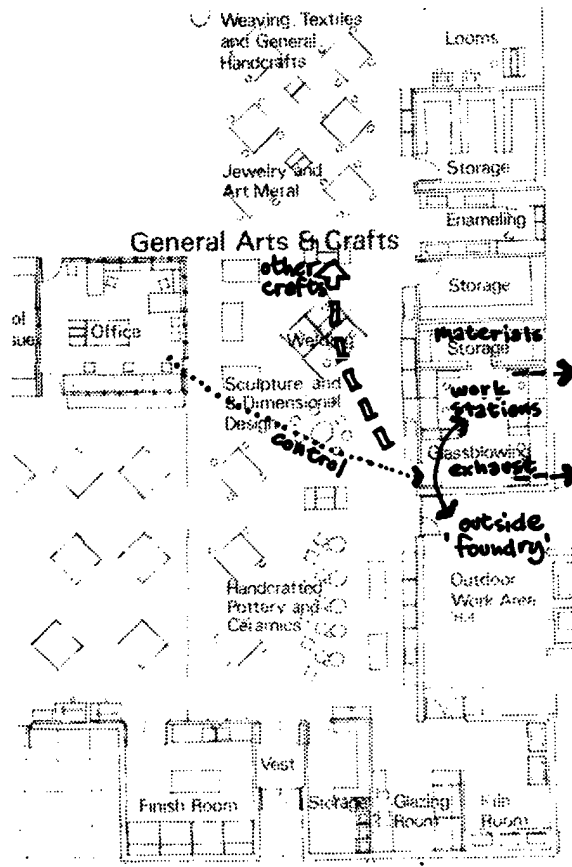 Weaving, Textiles
and General
Handcrafts
Looms
Jewelry and
Art Metal
Storage
Enameling
General Arts & Crafts
other
crafts
Storage
Office
Welding
materials
Storage
Sculpture and
3 Dimensional
Design
work
stations
control
Glassblowing
exhaust
outside
'foundry'
Handcrafted
Pottery and
Ceramics
Outdoor
Work Area
Vest
Finish Room
Storage
Glazing
Room
Kiln
Room